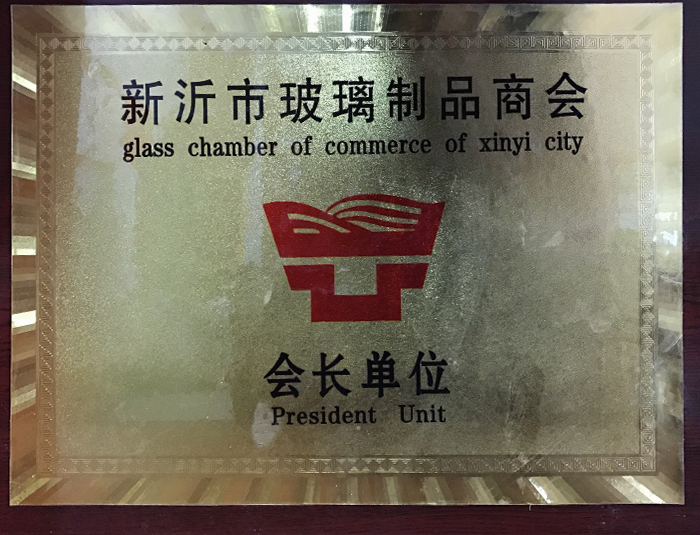 新沂市玻璃制品商会
glass chamber of commerce of xinyi city
会长单位
President Unit